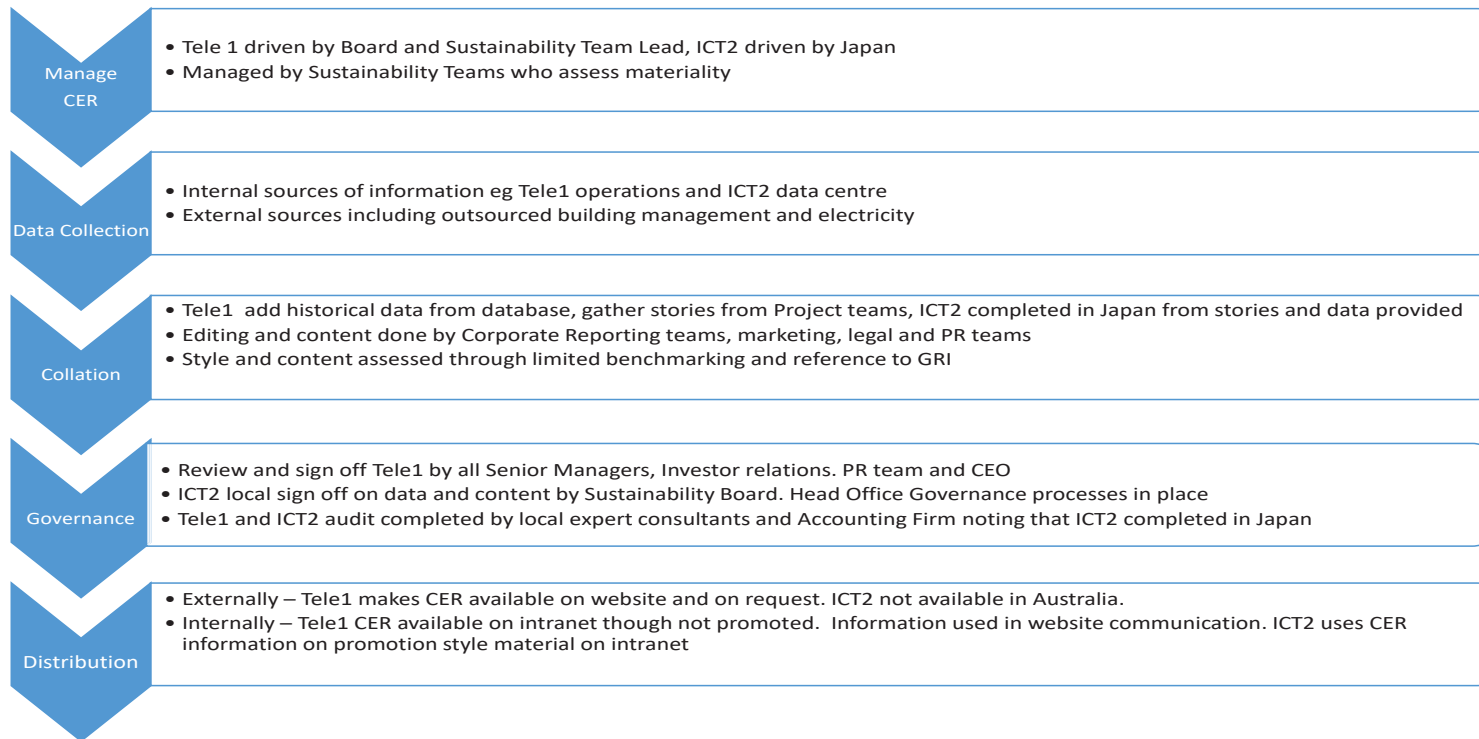 Manage
CER
• Tele 1 driven by Board and Sustainability Team Lead, ICT2 driven by Japan
• Managed by Sustainability Teams who assess materiality
Data Collection
• Internal sources of information eg Tele1 operations and ICT2 data centre
• External sources including outsourced building management and electricity
Collation
• Tele1  add historical data from database, gather stories from Project teams, ICT2 completed in Japan from stories and data provided
• Editing and content done by Corporate Reporting teams, marketing, legal and PR teams
• Style and content assessed through limited benchmarking and reference to GRI
Governance
• Review and sign off Tele1 by all Senior Managers, Investor relations. PR team and CEO
• ICT2 local sign off on data and content by Sustainability Board. Head Office Governance processes in place
• Tele1 and ICT2 audit completed by local expert consultants and Accounting Firm noting that ICT2 completed in Japan
Distribution
• Externally – Tele1 makes CER available on website and on request. ICT2 not available in Australia.
• Internally – Tele1 CER available on intranet though not promoted.  Information used in website communication. ICT2 uses CER
information on promotion style material on intranet